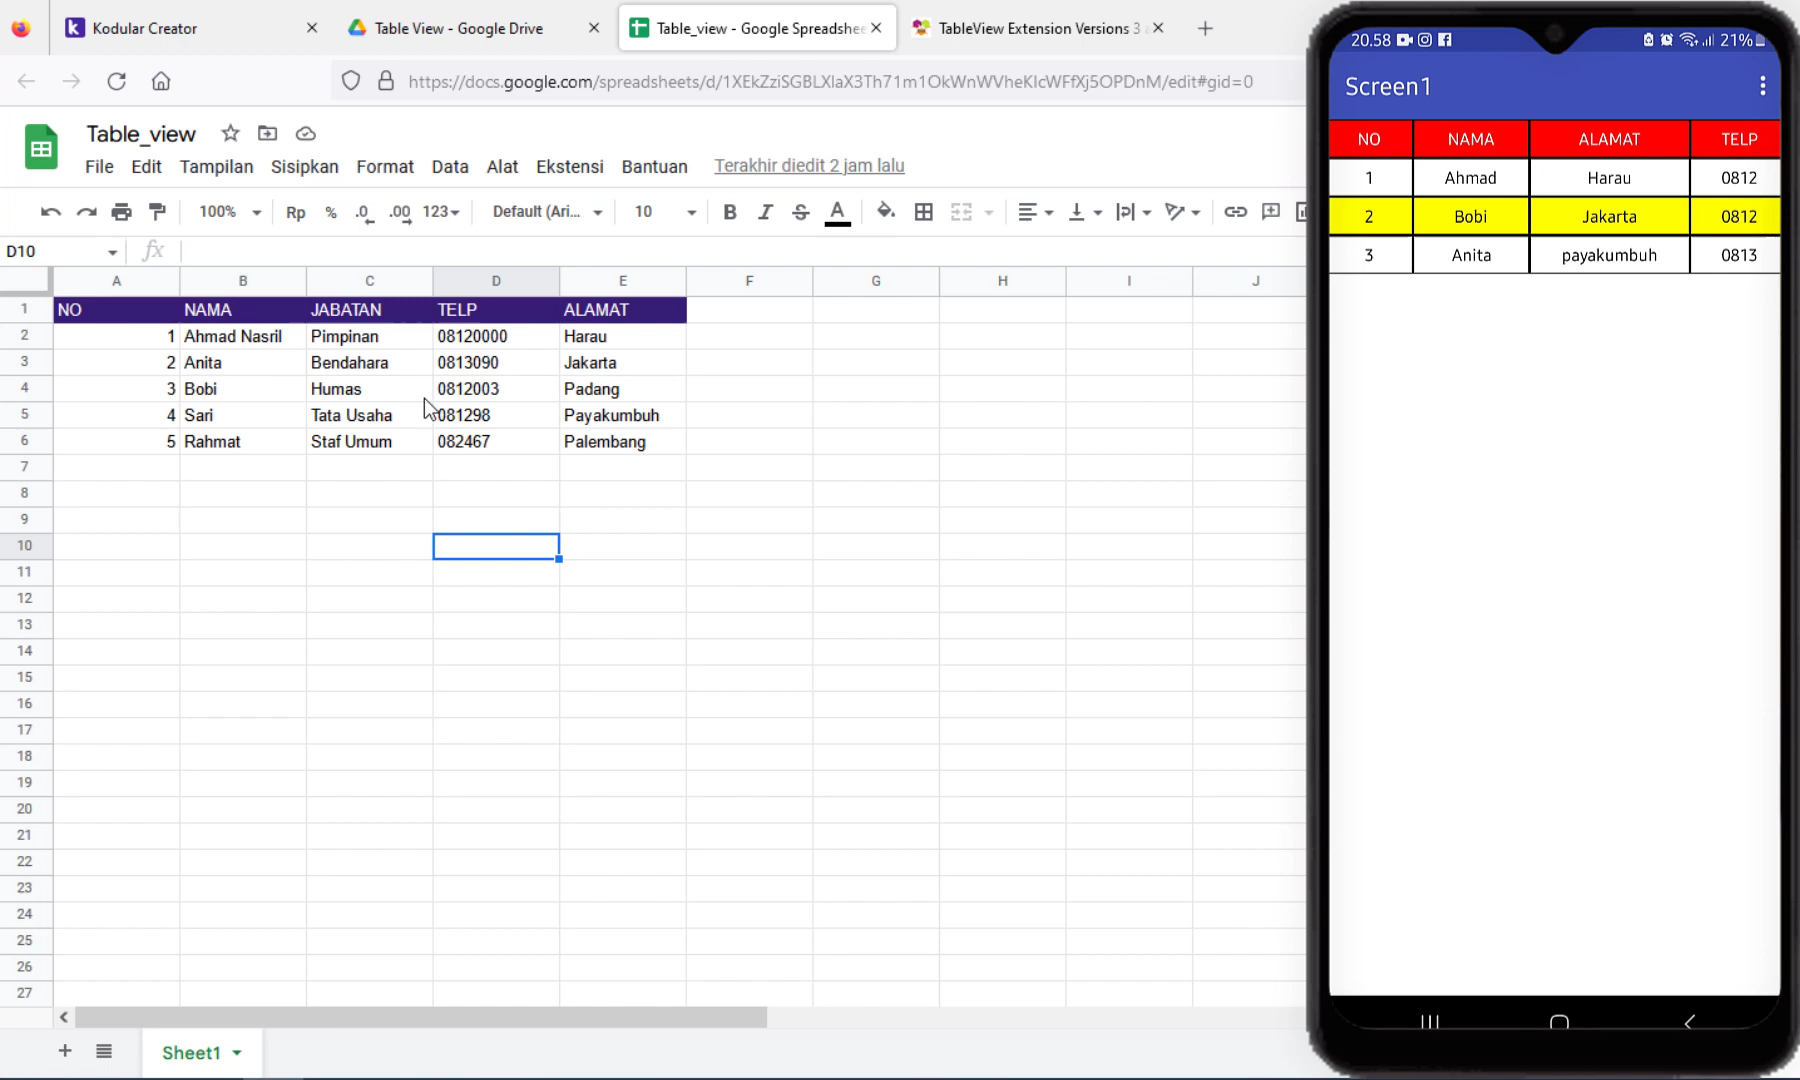 Kodular Creator
Table View - Google Drive
Table_view - Google Spreadshee
TableView Extension Versions 3
https://docs.google.com/spreadsheets/d/1XEkZziSGBLXlaX3Th71m1OkWnWVheKIcWFfXj5OPDnM/edit#gid=0
Table_view
File Edit Tampilan Sisipkan Format Data Alat Ekstensi Bantuan Terakhir diedit 2 jam lalu
100% Rp % .0 .00 123 Default (Ari... 10 B I S A
D10 fx
A B C D E F G H I J
1 NO NAMA JABATAN TELP ALAMAT
2 1 Ahmad Nasril Pimpinan 08120000 Harau
3 2 Anita Bendahara 0813090 Jakarta
4 3 Bobi Humas 0812003 Padang
5 4 Sari Tata Usaha 081298 Payakumbuh
6 5 Rahmat Staf Umum 082467 Palembang
7
8
9
10
11
12
13
14
15
16
17
18
19
20
21
22
23
24
25
26
27
Sheet1
20.58 21%
Screen1
NO NAMA ALAMAT TELP
1 Ahmad Harau 0812
2 Bobi Jakarta 0812
3 Anita payakumbuh 0813